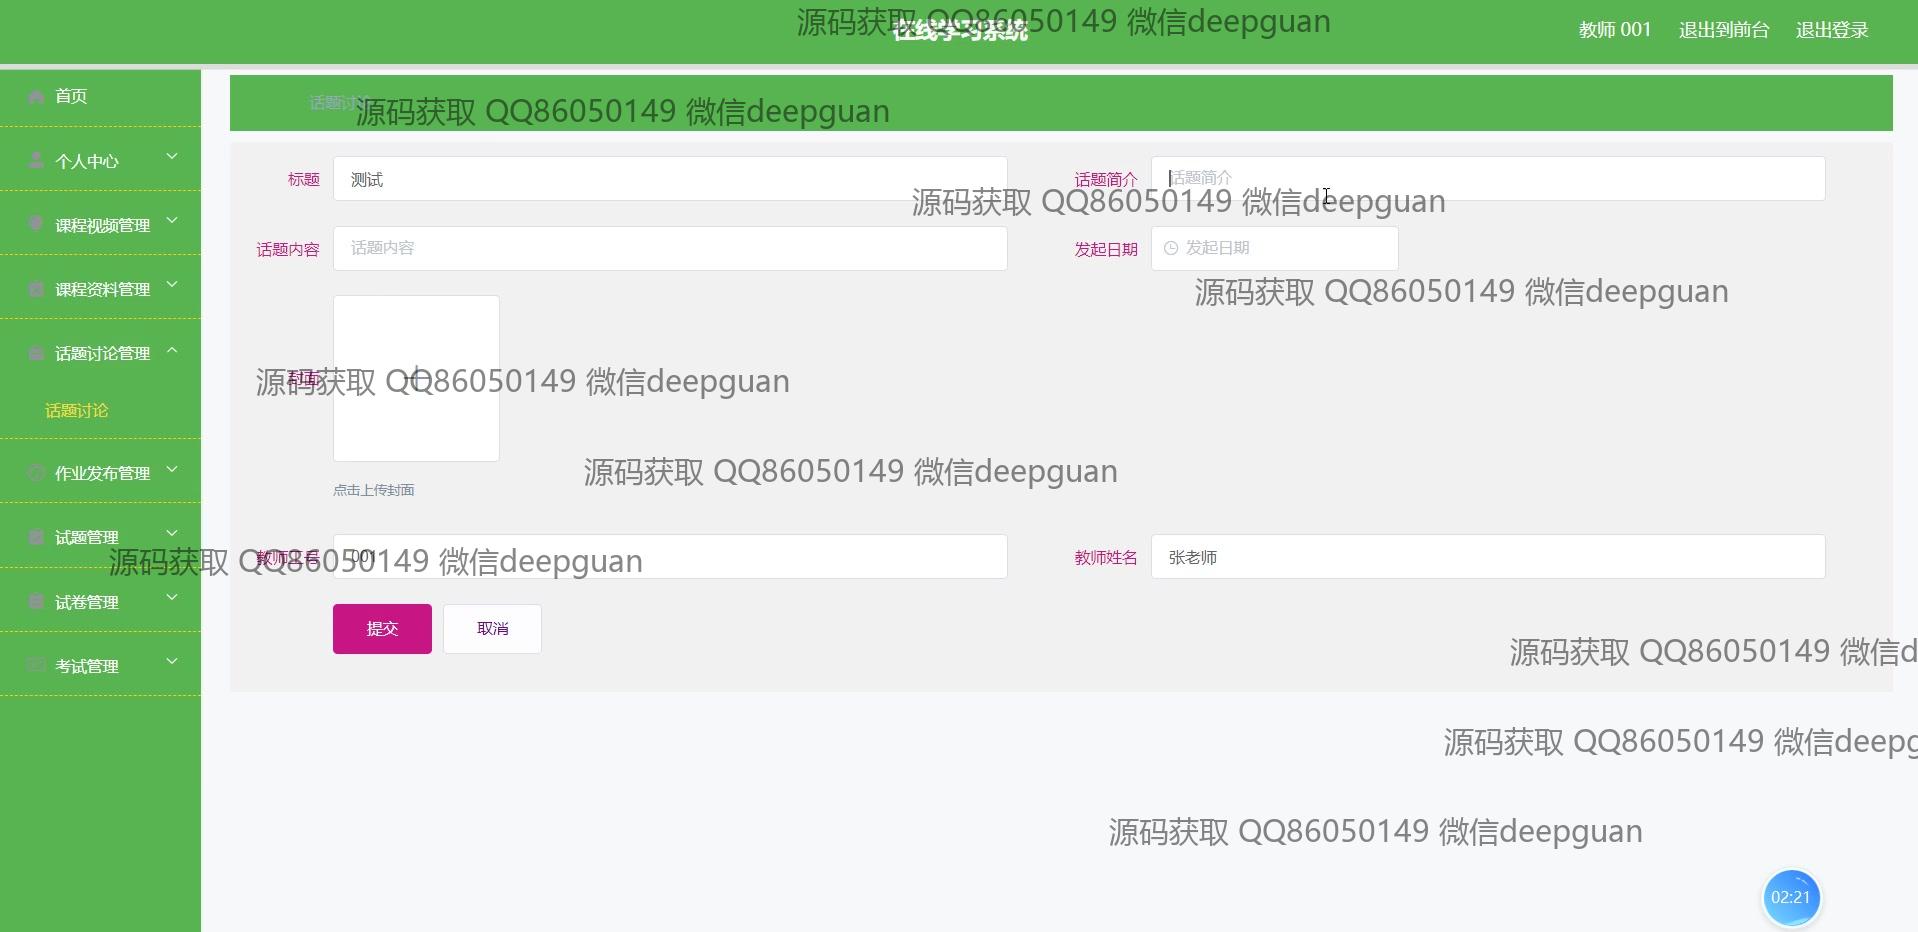 在线学习系统
源码获取 QQ86050149 微信deepguan
教师 001 退出到前台 退出登录
首页
话题讨论
源码获取 QQ86050149 微信deepguan
个人中心
标题 测试
话题简介 话题简介
源码获取 QQ86050149 微信deepguan
课程视频管理
话题内容 话题内容
发起日期 发起日期
课程资料管理
源码获取 QQ86050149 微信deepguan
话题讨论管理
封面
源码获取 QQ86050149 微信deepguan
话题讨论
作业发布管理
源码获取 QQ86050149 微信deepguan
点击上传封面
试题管理
教师工号 001
教师姓名 张老师
源码获取 QQ86050149 微信deepguan
试卷管理
提交 取消
源码获取 QQ86050149 微信d
考试管理
源码获取 QQ86050149 微信deepg
源码获取 QQ86050149 微信deepguan
02:21